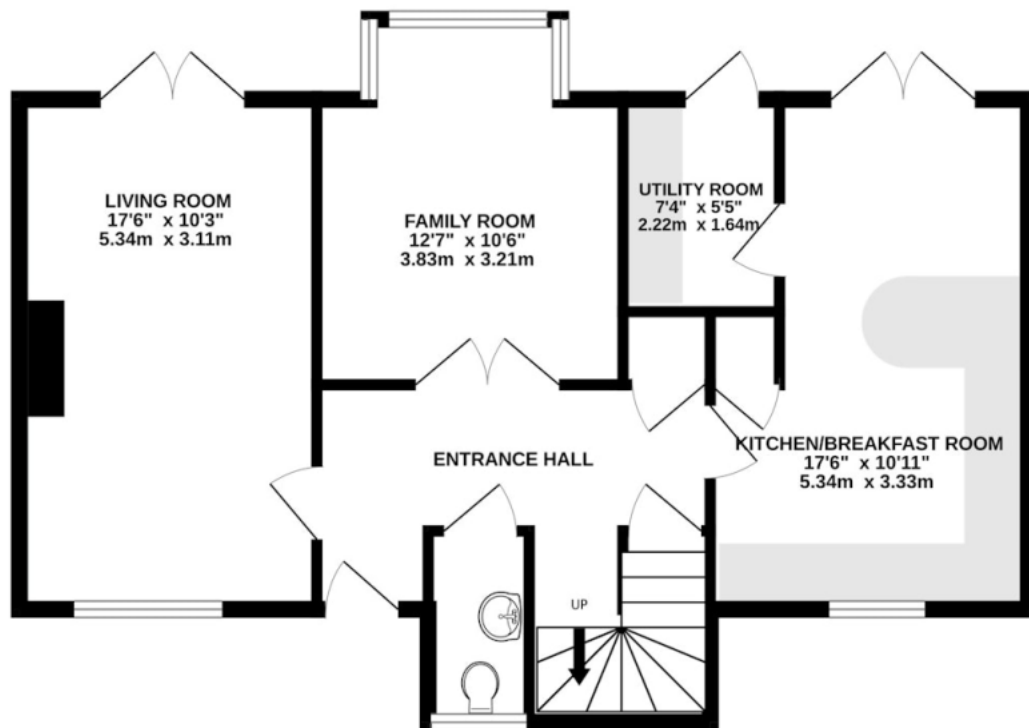 LIVING ROOM
17'6" x 10'3"
5.34m x 3.11m
FAMILY ROOM
12'7" x 10'6"
3.83m x 3.21m
UTILITY ROOM
7'4" x 5'5"
2.22m x 1.64m
ENTRANCE HALL
KITCHEN/BREAKFAST ROOM
17'6" x 10'11"
5.34m x 3.33m
UP